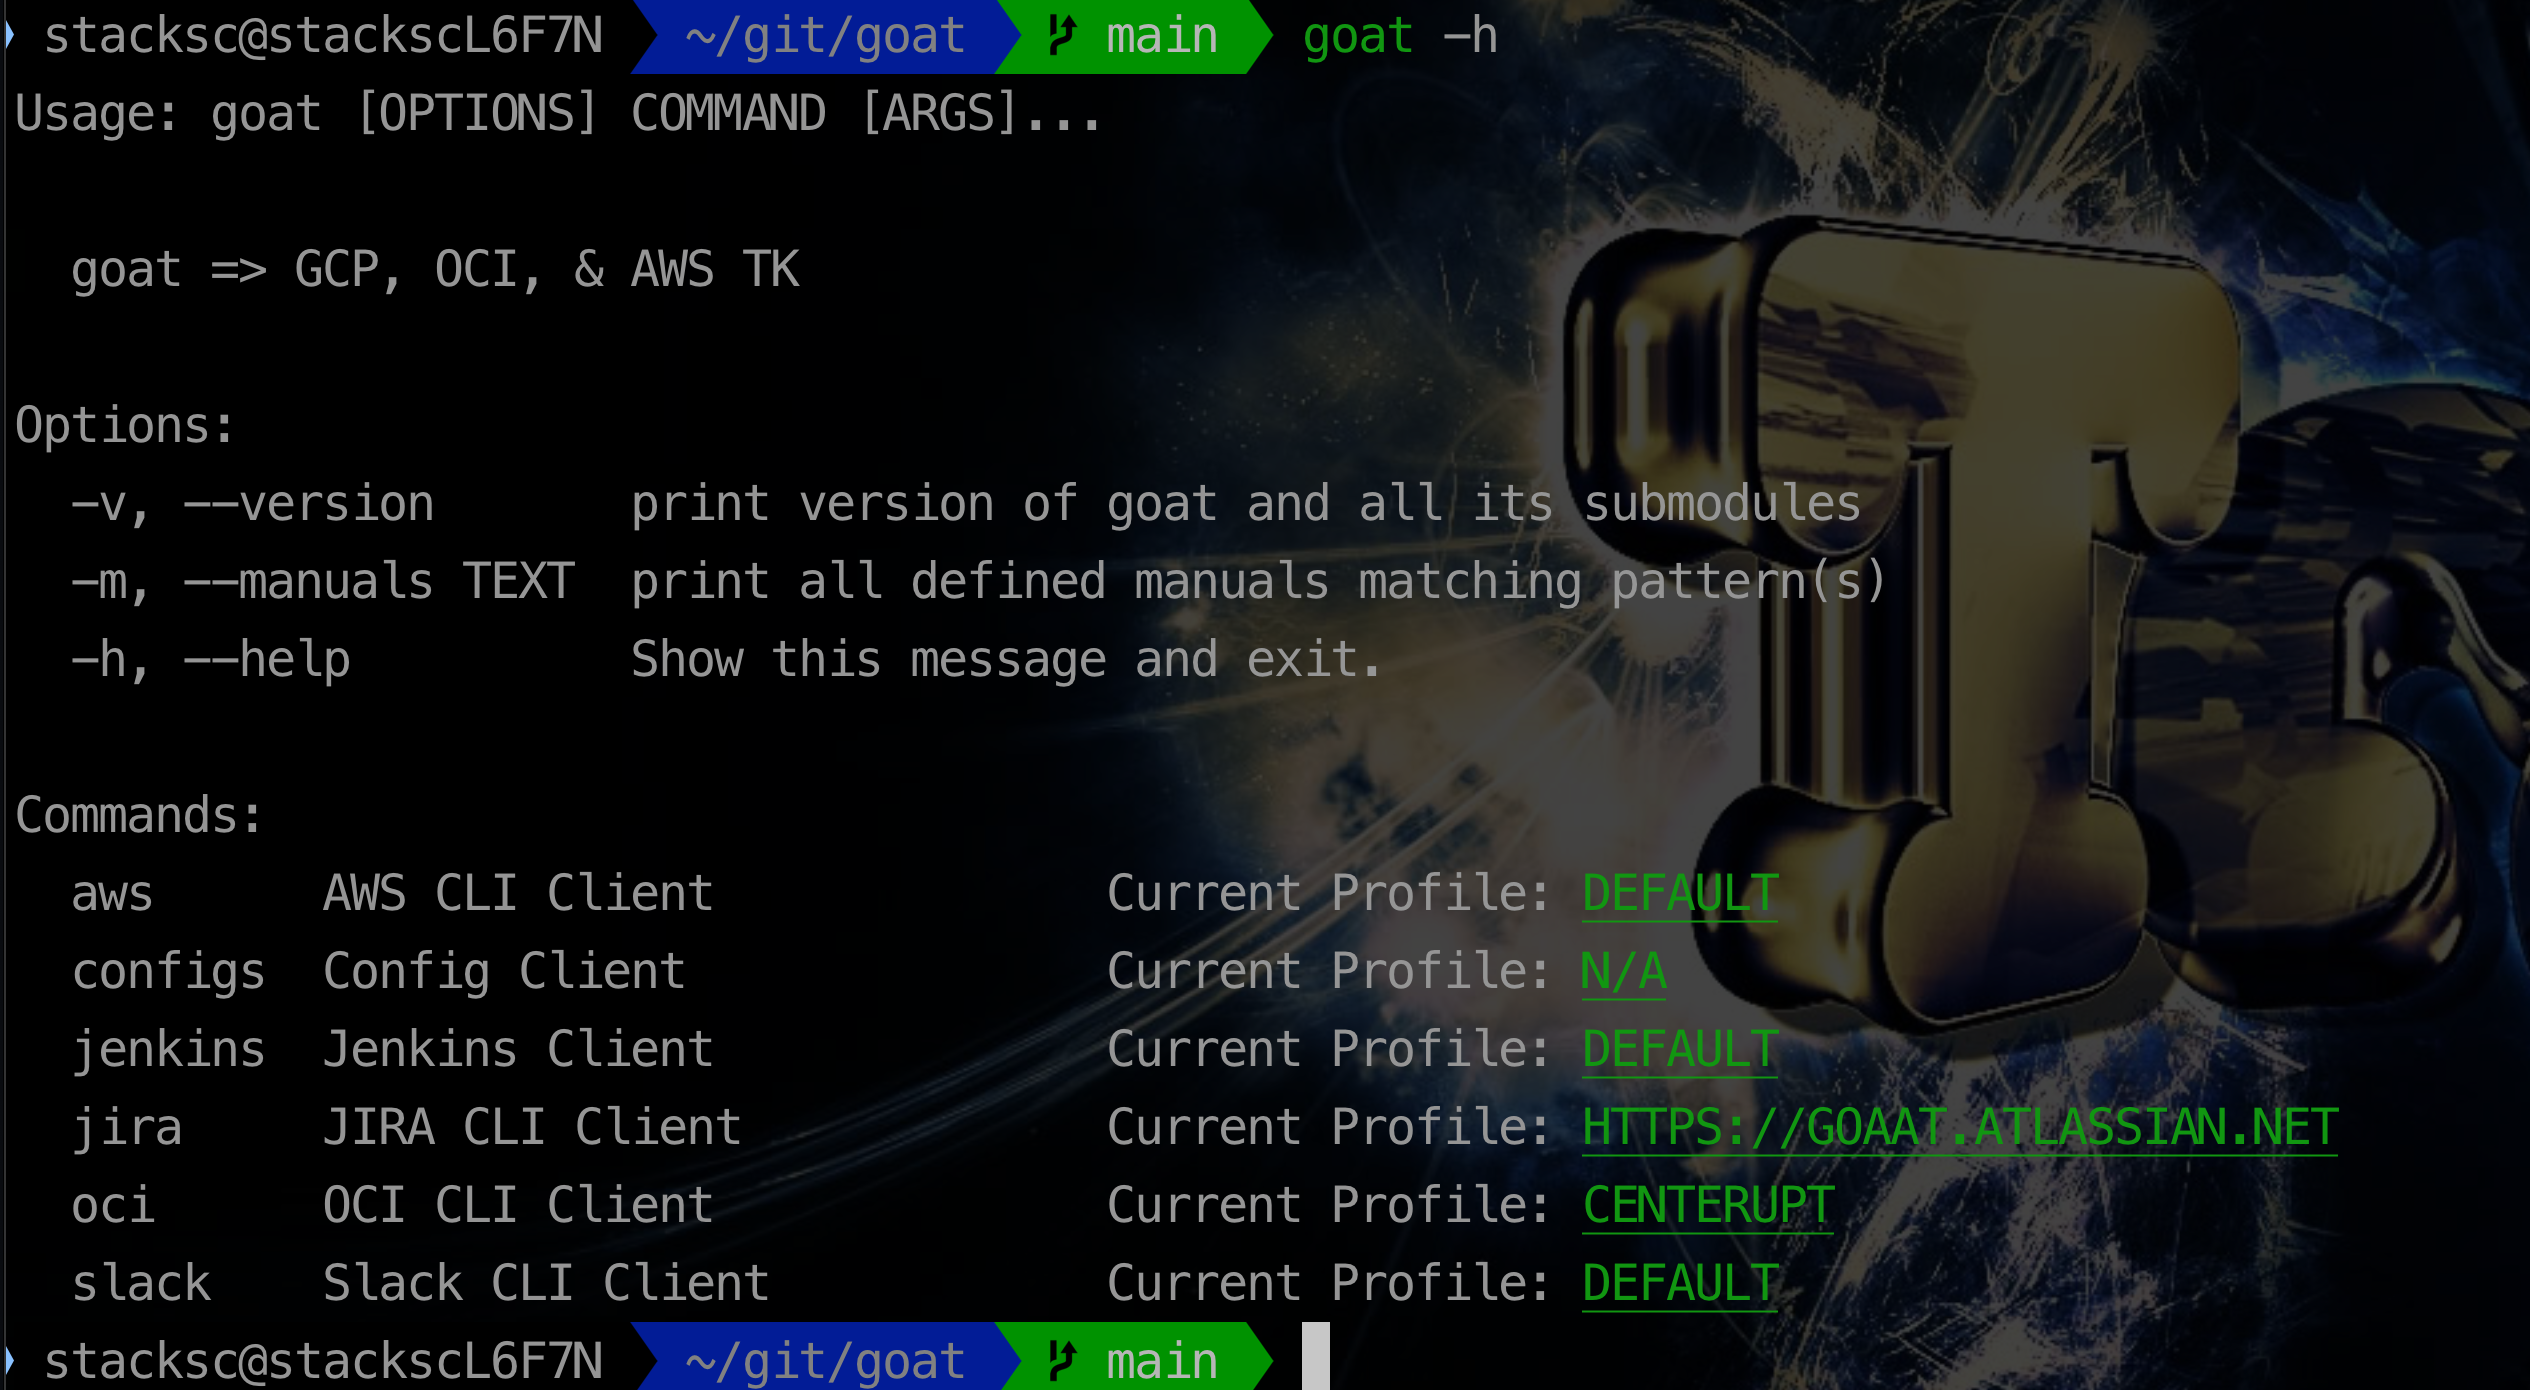 stacksc@stackscL6F7N ~/git/goat main goat -h
Usage: goat [OPTIONS] COMMAND [ARGS]...
goat => GCP, OCI, & AWS TK
Options:
-v, --version print version of goat and all its submodules
-m, --manuals TEXT print all defined manuals matching pattern(s)
-h, --help Show this message and exit.
Commands:
aws AWS CLI Client Current Profile: DEFAULT
configs Config Client Current Profile: N/A
jenkins Jenkins Client Current Profile: DEFAULT
jira JIRA CLI Client Current Profile: HTTPS://GOAAT.ATLASSIAN.NET
oci OCI CLI Client Current Profile: CENTERUPT
slack Slack CLI Client Current Profile: DEFAULT
stacksc@stackscL6F7N ~/git/goat main